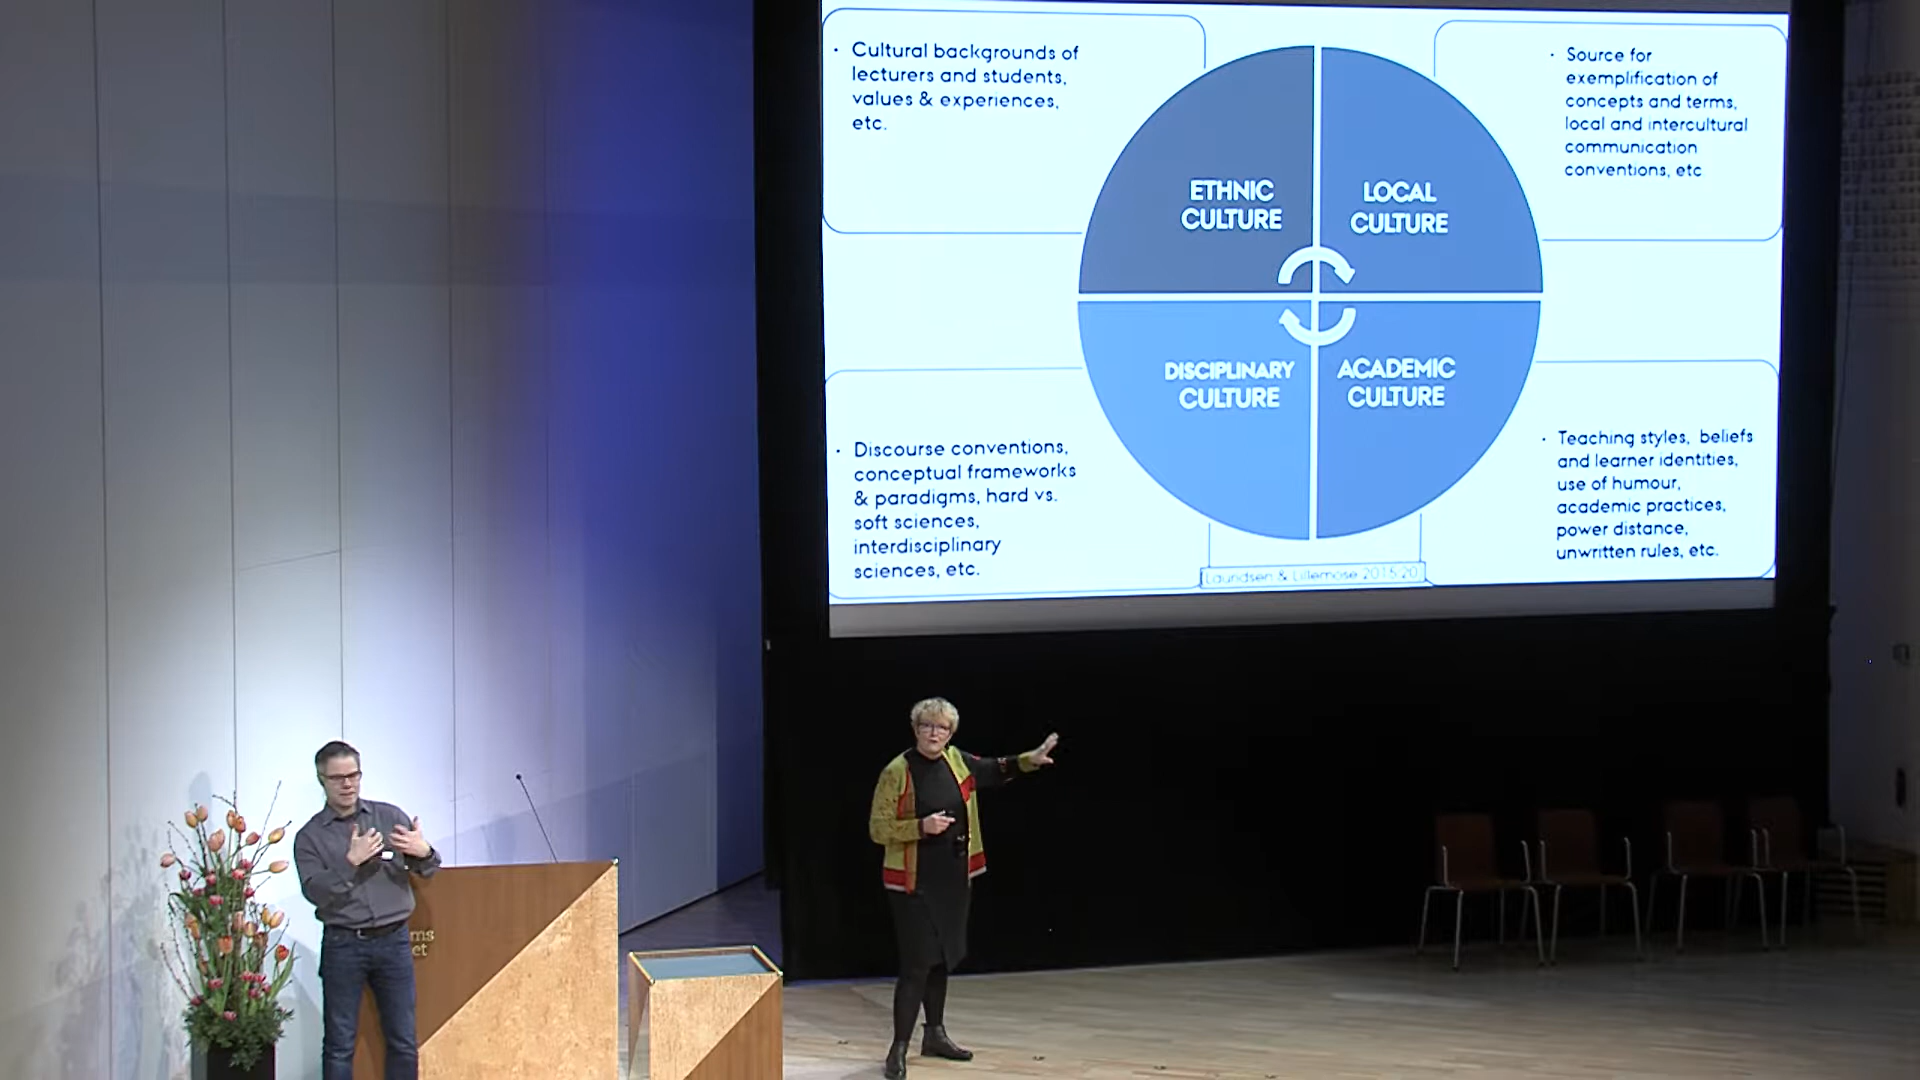 · Cultural backgrounds of
lecturers and students,
values & experiences,
etc.
· Source for
exemplification of
concepts and terms,
local and intercultural
communication
conventions, etc
ETHNIC
CULTURE
LOCAL
CULTURE
DISCIPLINARY
CULTURE
ACADEMIC
CULTURE
· Discourse conventions,
conceptual frameworks
& paradigms, hard vs.
soft sciences,
interdisciplinary
sciences, etc.
· Teaching styles, beliefs
and learner identities,
use of humour,
academic practices,
power distance,
unwritten rules, etc.
& Lillemose 2015:20